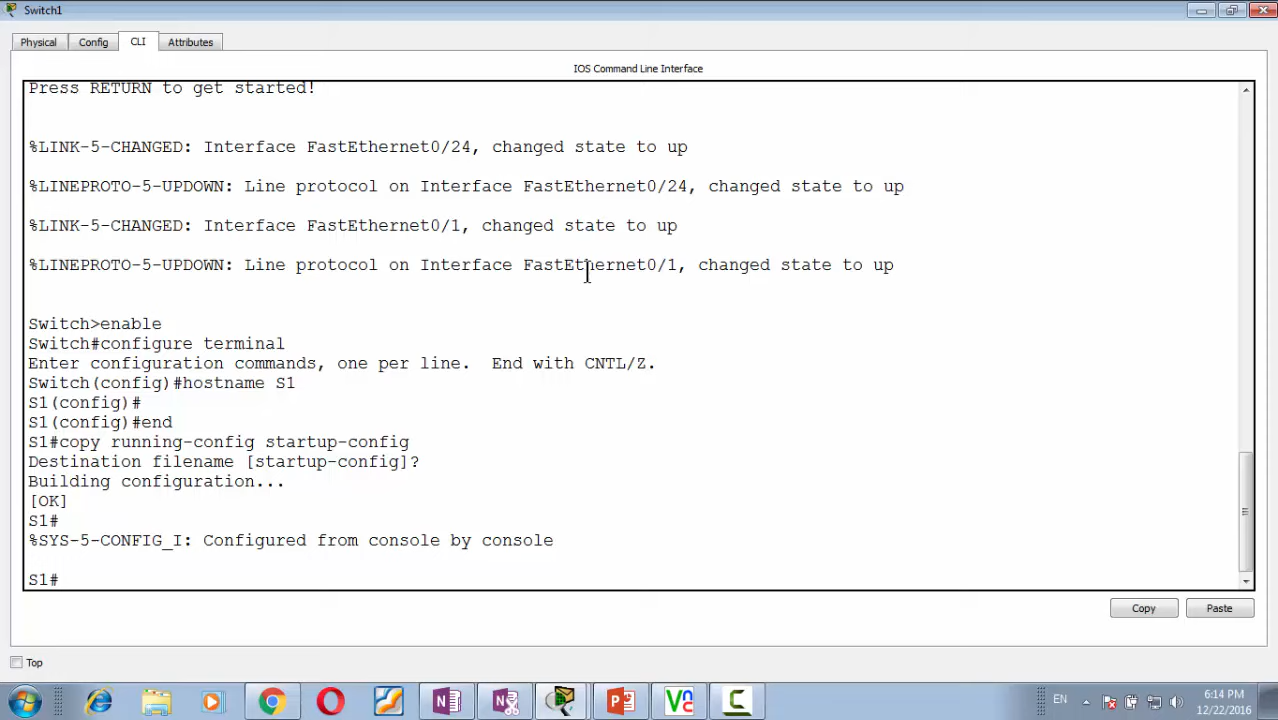 Switch1
Physical
Config
CLI
Attributes
IOS Command Line Interface
Press RETURN to get started!
%LINK-5-CHANGED: Interface FastEthernet0/24, changed state to up
%LINEPROTO-5-UPDOWN: Line protocol on Interface FastEthernet0/24, changed state to up
%LINK-5-CHANGED: Interface FastEthernet0/1, changed state to up
%LINEPROTO-5-UPDOWN: Line protocol on Interface FastEthernet0/1, changed state to up
Switch>enable
Switch#configure terminal
Enter configuration commands, one per line.  End with CNTL/Z.
Switch(config)#hostname S1
S1(config)#
S1(config)#end
S1#copy running-config startup-config
Destination filename [startup-config]?
Building configuration...
[OK]
S1#
%SYS-5-CONFIG_I: Configured from console by console
S1#
Copy
Paste
Top
EN
6:14 PM
12/22/2016